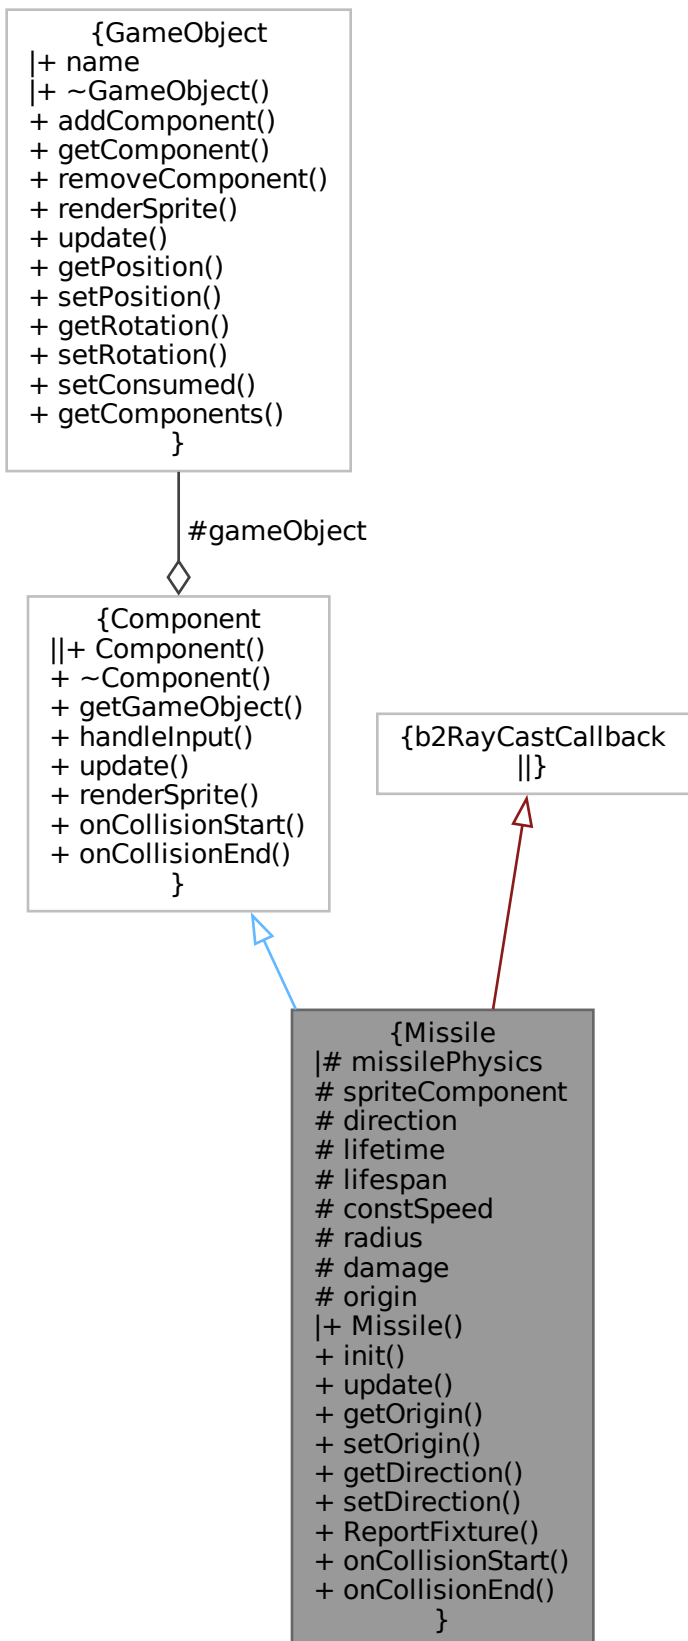 {GameObject
|+ name
|+ ~GameObject()
+ addComponent()
+ getComponent()
+ removeComponent()
+ renderSprite()
+ update()
+ getPosition()
+ setPosition()
+ getRotation()
+ setRotation()
+ setConsumed()
+ getComponents()
}
#gameObject
{Component
||+ Component()
+ ~Component()
+ getGameObject()
+ handleInput()
+ update()
+ renderSprite()
+ onCollisionStart()
+ onCollisionEnd()
}
{b2RayCastCallback
||}
{Missile
|# missilePhysics
# spriteComponent
# direction
# lifetime
# lifespan
# constSpeed
# radius
# damage
# origin
|+ Missile()
+ init()
+ update()
+ getOrigin()
+ setOrigin()
+ getDirection()
+ setDirection()
+ ReportFixture()
+ onCollisionStart()
+ onCollisionEnd()
}